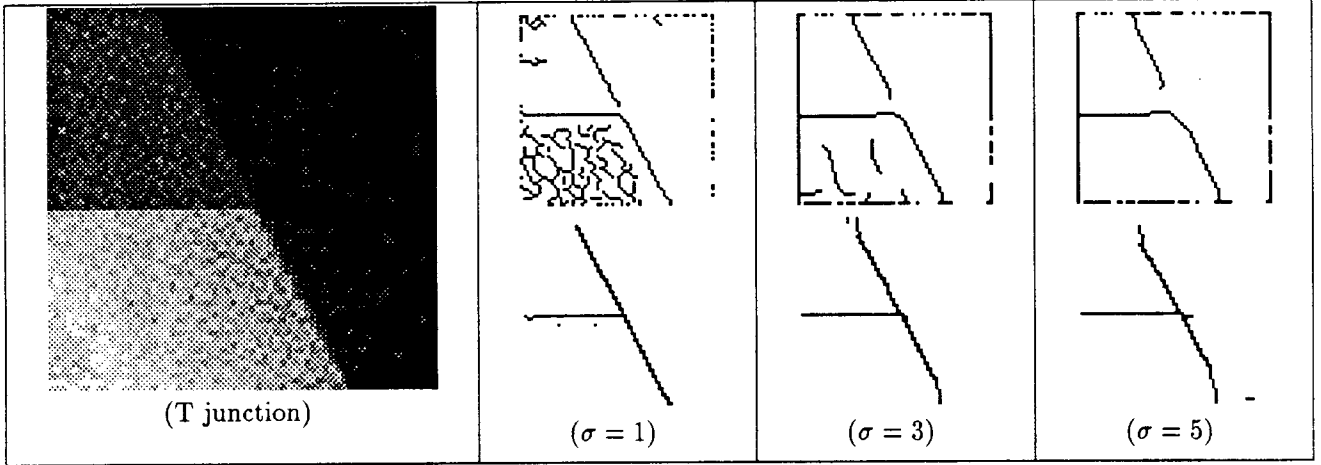 (T junction)
(σ = 1)
(σ = 3)
(σ = 5)